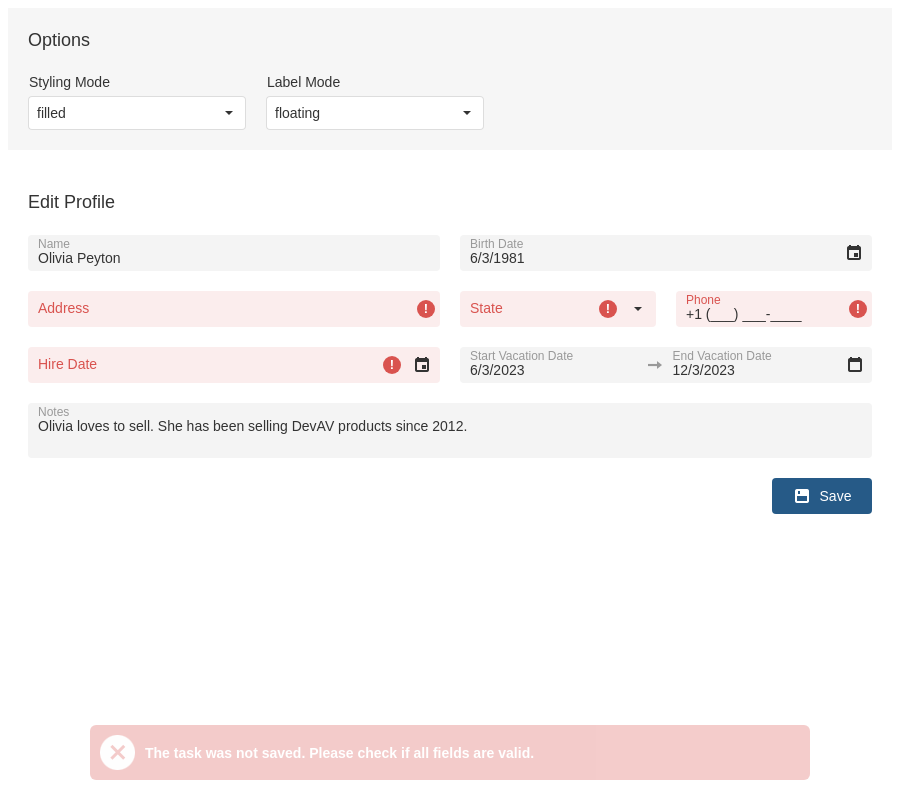 Options
Styling Mode
Label Mode
filled
floating
Edit Profile
Name
Olivia Peyton
Birth Date
6/3/1981
Address
State
Phone
+1 (___) ___-____
Hire Date
Start Vacation Date
6/3/2023
End Vacation Date
12/3/2023
Notes
Olivia loves to sell. She has been selling DevAV products since 2012.
Save
The task was not saved. Please check if all fields are valid.